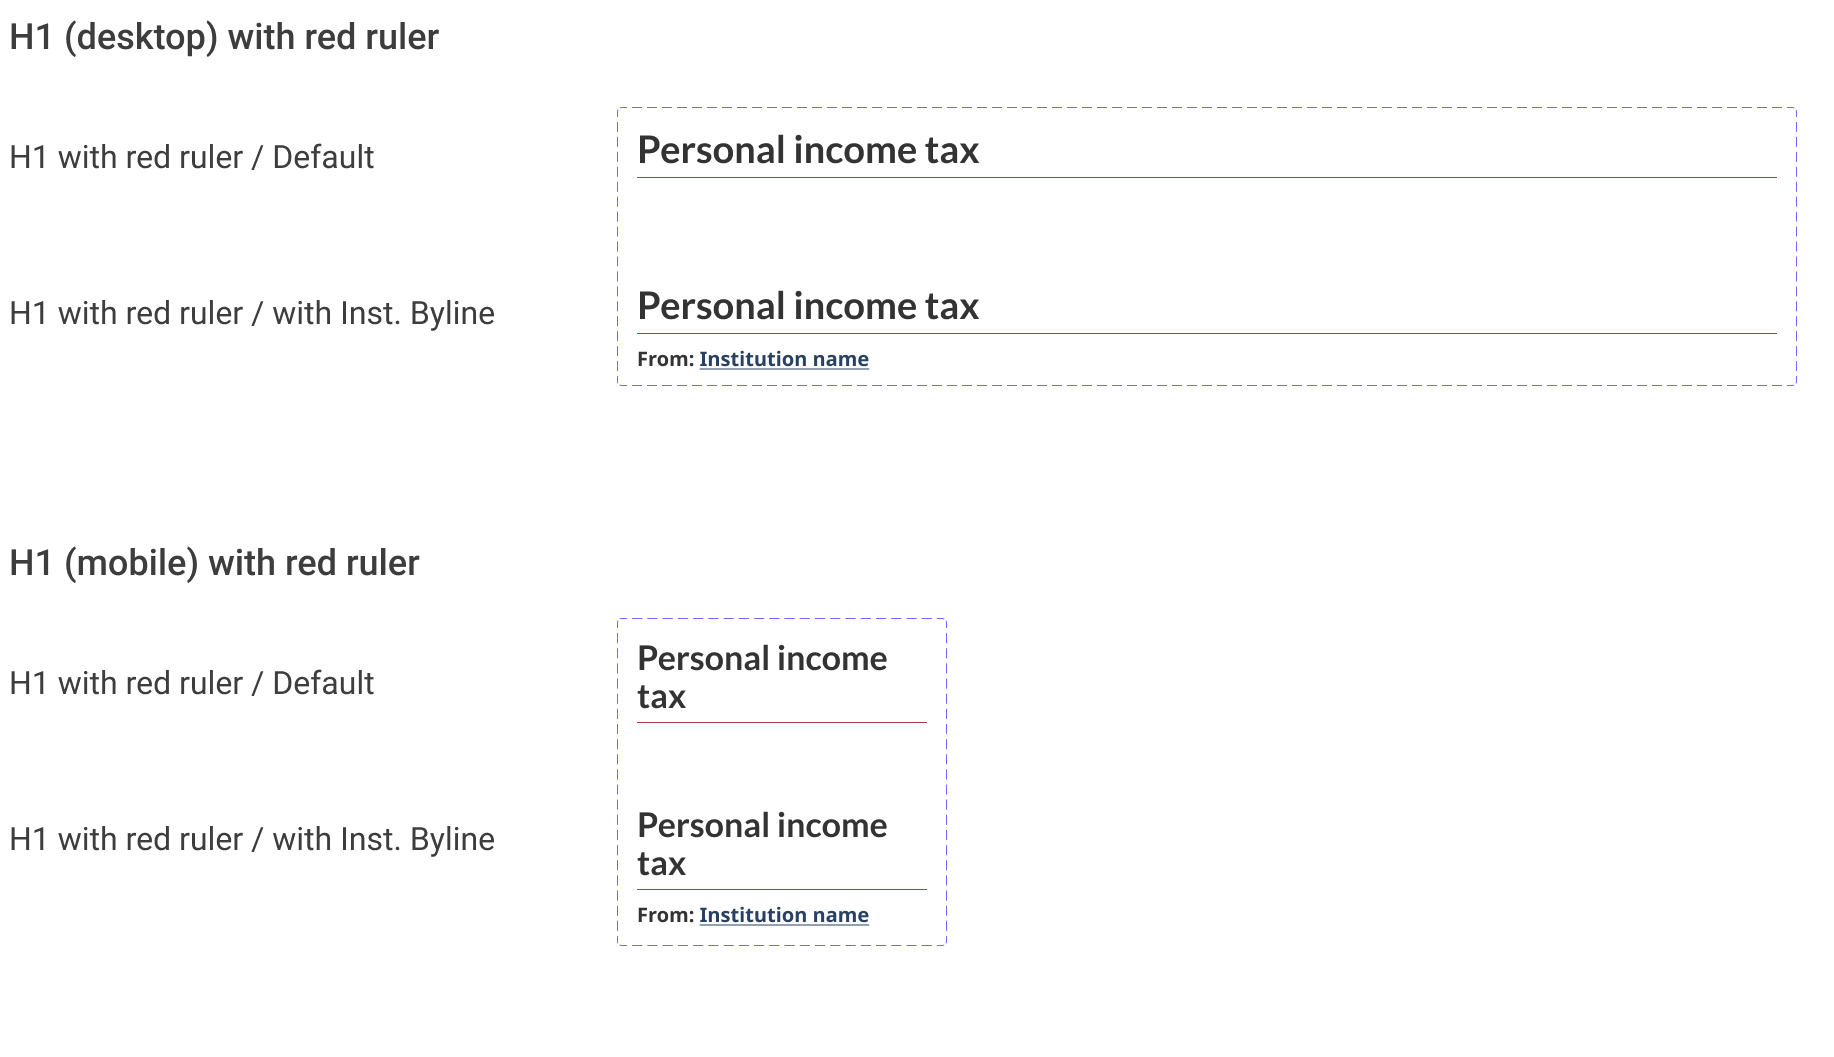 H1 (desktop) with red ruler
H1 with red ruler / Default
Personal income tax
H1 with red ruler / with Inst. Byline
Personal income tax
From: Institution name
H1 (mobile) with red ruler
H1 with red ruler / Default
Personal income
tax
H1 with red ruler / with Inst. Byline
Personal income
tax
From: Institution name